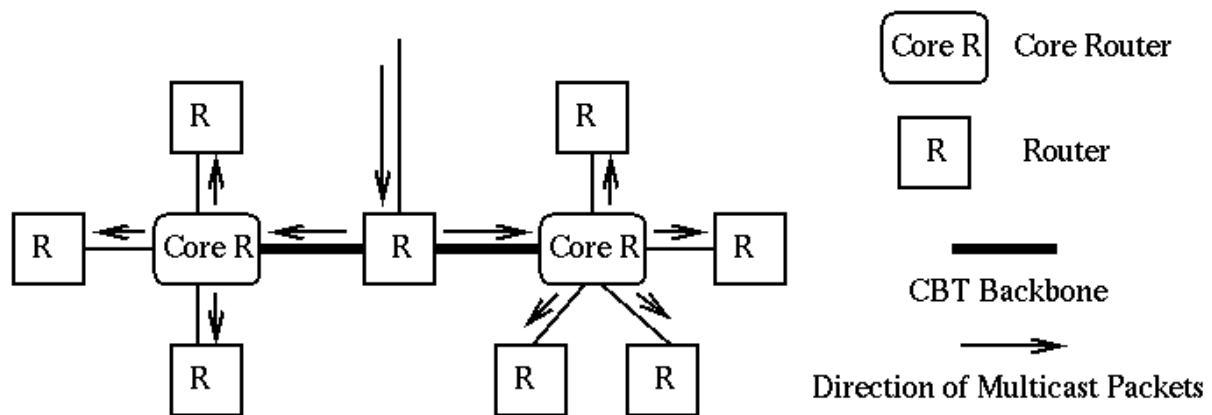 Core R Core Router
R R
R Router
R Core R R Core R R
CBT Backbone
R R R
Direction of Multicast Packets